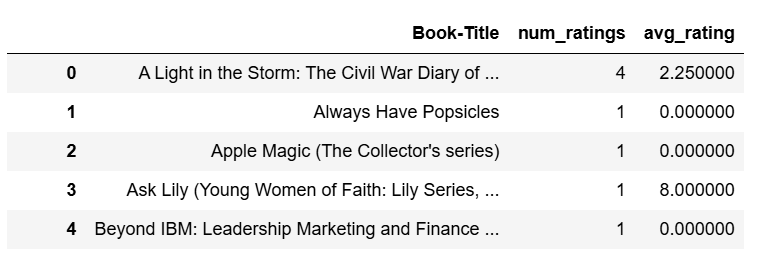 Book-Title num_ratings avg_rating
0 A Light in the Storm: The Civil War Diary of ... 4 2.250000
1 Always Have Popsicles 1 0.000000
2 Apple Magic (The Collector's series) 1 0.000000
3 Ask Lily (Young Women of Faith: Lily Series, ... 1 8.000000
4 Beyond IBM: Leadership Marketing and Finance ... 1 0.000000